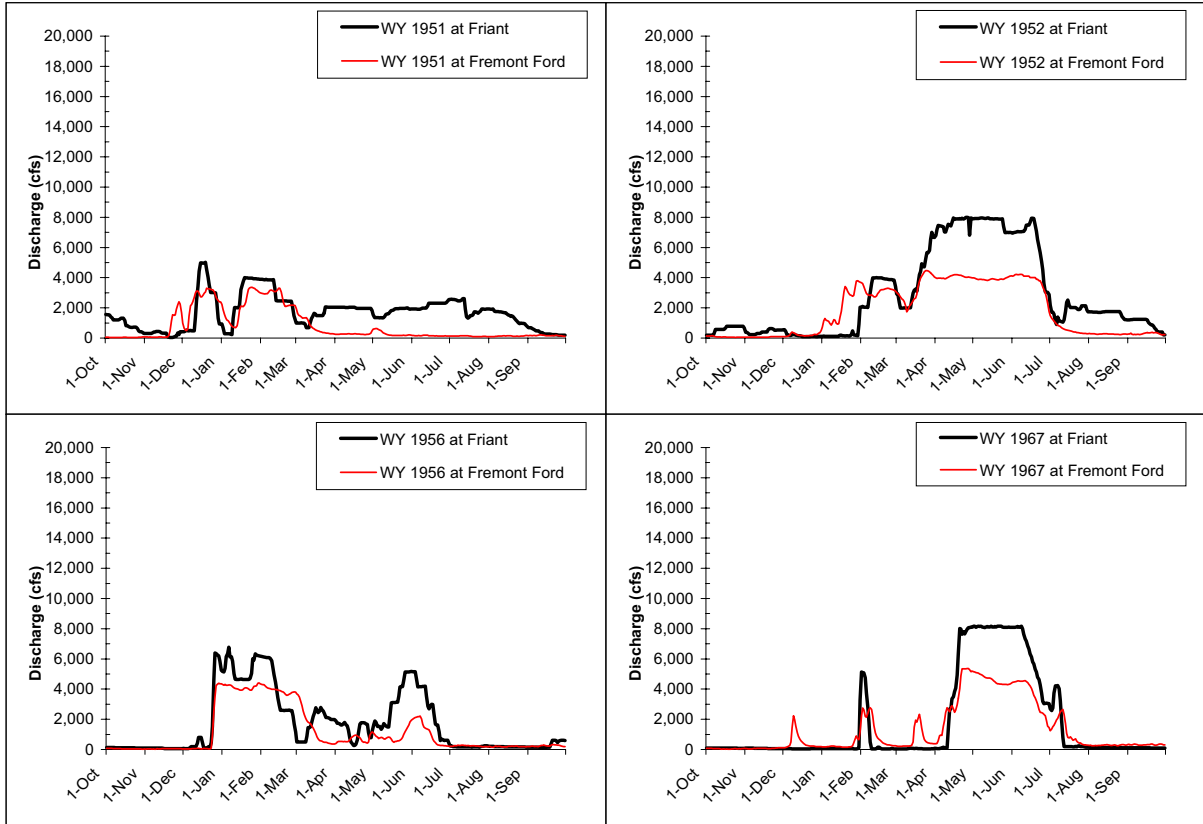 WY 1951 at Friant
WY 1951 at Fremont Ford
Discharge (cfs)
20,000
18,000
16,000
14,000
12,000
10,000
8,000
6,000
4,000
2,000
0
1-Oct
1-Nov
1-Dec
1-Jan
1-Feb
1-Mar
1-Apr
1-May
1-Jun
1-Jul
1-Aug
1-Sep
WY 1952 at Friant
WY 1952 at Fremont Ford
Discharge (cfs)
20,000
18,000
16,000
14,000
12,000
10,000
8,000
6,000
4,000
2,000
0
1-Oct
1-Nov
1-Dec
1-Jan
1-Feb
1-Mar
1-Apr
1-May
1-Jun
1-Jul
1-Aug
1-Sep
WY 1956 at Friant
WY 1956 at Fremont Ford
Discharge (cfs)
20,000
18,000
16,000
14,000
12,000
10,000
8,000
6,000
4,000
2,000
0
1-Oct
1-Nov
1-Dec
1-Jan
1-Feb
1-Mar
1-Apr
1-May
1-Jun
1-Jul
1-Aug
1-Sep
WY 1967 at Friant
WY 1967 at Fremont Ford
Discharge (cfs)
20,000
18,000
16,000
14,000
12,000
10,000
8,000
6,000
4,000
2,000
0
1-Oct
1-Nov
1-Dec
1-Jan
1-Feb
1-Mar
1-Apr
1-May
1-Jun
1-Jul
1-Aug
1-Sep